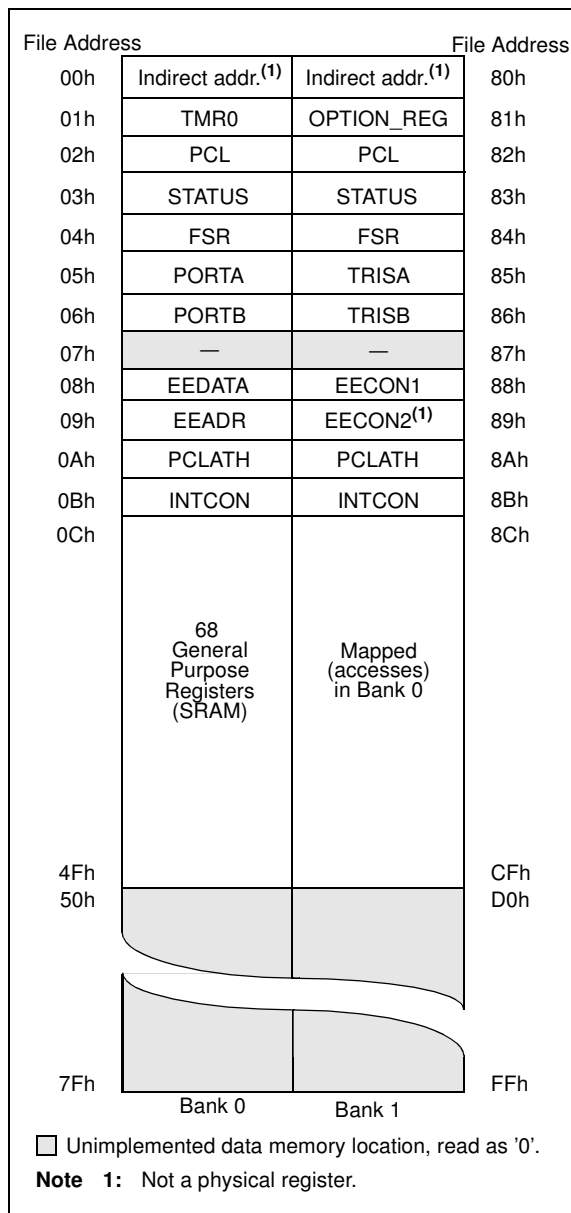 File Address File Address
00h Indirect addr.(1) Indirect addr.(1) 80h
01h TMR0 OPTION_REG 81h
02h PCL PCL 82h
03h STATUS STATUS 83h
04h FSR FSR 84h
05h PORTA TRISA 85h
06h PORTB TRISB 86h
07h — — 87h
08h EEDATA EECON1 88h
09h EEADR EECON2(1) 89h
0Ah PCLATH PCLATH 8Ah
0Bh INTCON INTCON 8Bh
0Ch 8Ch
68
General
Purpose
Registers
(SRAM)
Mapped
(accesses)
in Bank 0
4Fh CFh
50h D0h
7Fh FFh
Bank 0 Bank 1
Unimplemented data memory location, read as '0'.
Note 1: Not a physical register.